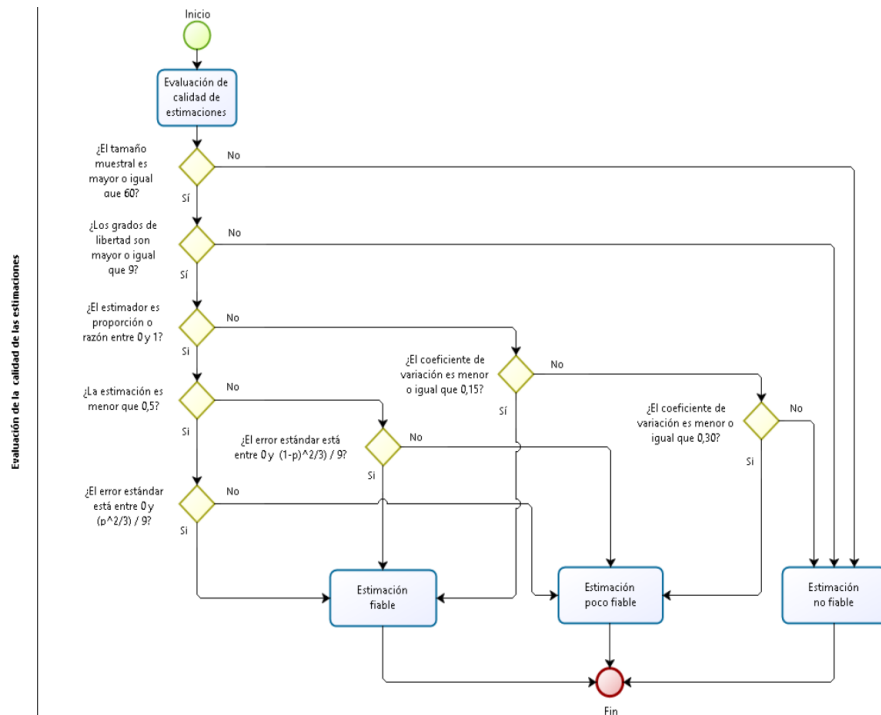 Evaluación de la calidad de las estimaciones
Inicio
Evaluación de
calidad de
estimaciones
¿El tamaño
muestral es
mayor o igual
que 60?
No
Sí
¿Los grados de
libertad son
mayor o igual
que 9?
No
Sí
¿El estimador es
proporción o
razón entre 0 y 1?
No
Si
¿El coeficiente de
variación es menor
o igual que 0,15?
No
Sí
¿La estimación es
menor que 0,5?
No
Si
¿El coeficiente de
variación es menor o
igual que 0,30?
No
Si
¿El error estándar está
entre 0 y (1-p)^2/3) / 9?
No
Si
¿El error estándar
está entre 0 y
(p^2/3) / 9?
No
Si
Estimación
fiable
Estimación
poco fiable
Estimación
no fiable
Fin